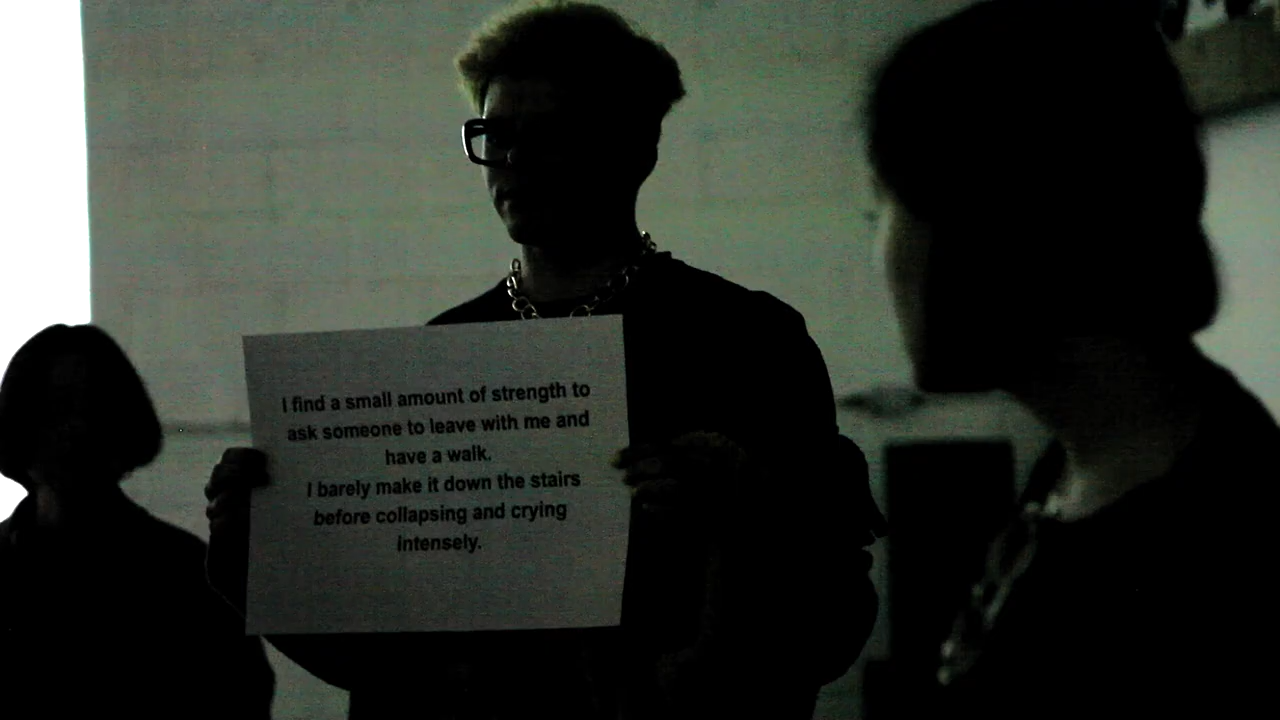 I find a small amount of strength to
ask someone to leave with me and
have a walk.
I barely make it down the stairs
before collapsing and crying
intensely.